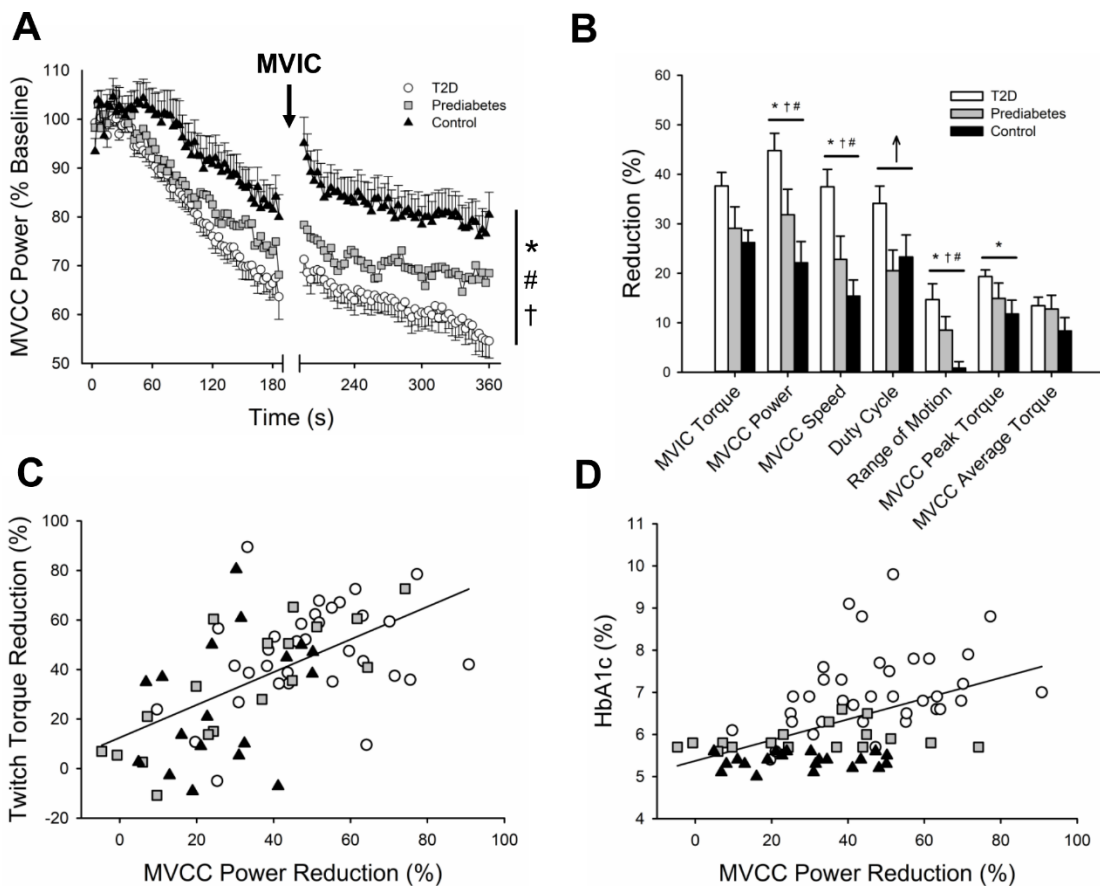 A
MVIC
MVCC Power (% Baseline)
110
100
90
80
70
60
50
T2D
Prediabetes
Control
*
#
†
0
60
120
180
240
300
360
Time (s)
B
Reduction (%)
60
50
40
30
20
10
0
T2D
Prediabetes
Control
* † #
* † #
↑
* † #
*
MVIC Torque
MVCC Power
MVCC Speed
Duty Cycle
Range of Motion
MVCC Peak Torque
MVCC Average Torque
C
Twitch Torque Reduction (%)
100
80
60
40
20
0
-20
0
20
40
60
80
100
MVCC Power Reduction (%)
D
HbA1c (%)
11
10
9
8
7
6
5
4
0
20
40
60
80
100
MVCC Power Reduction (%)